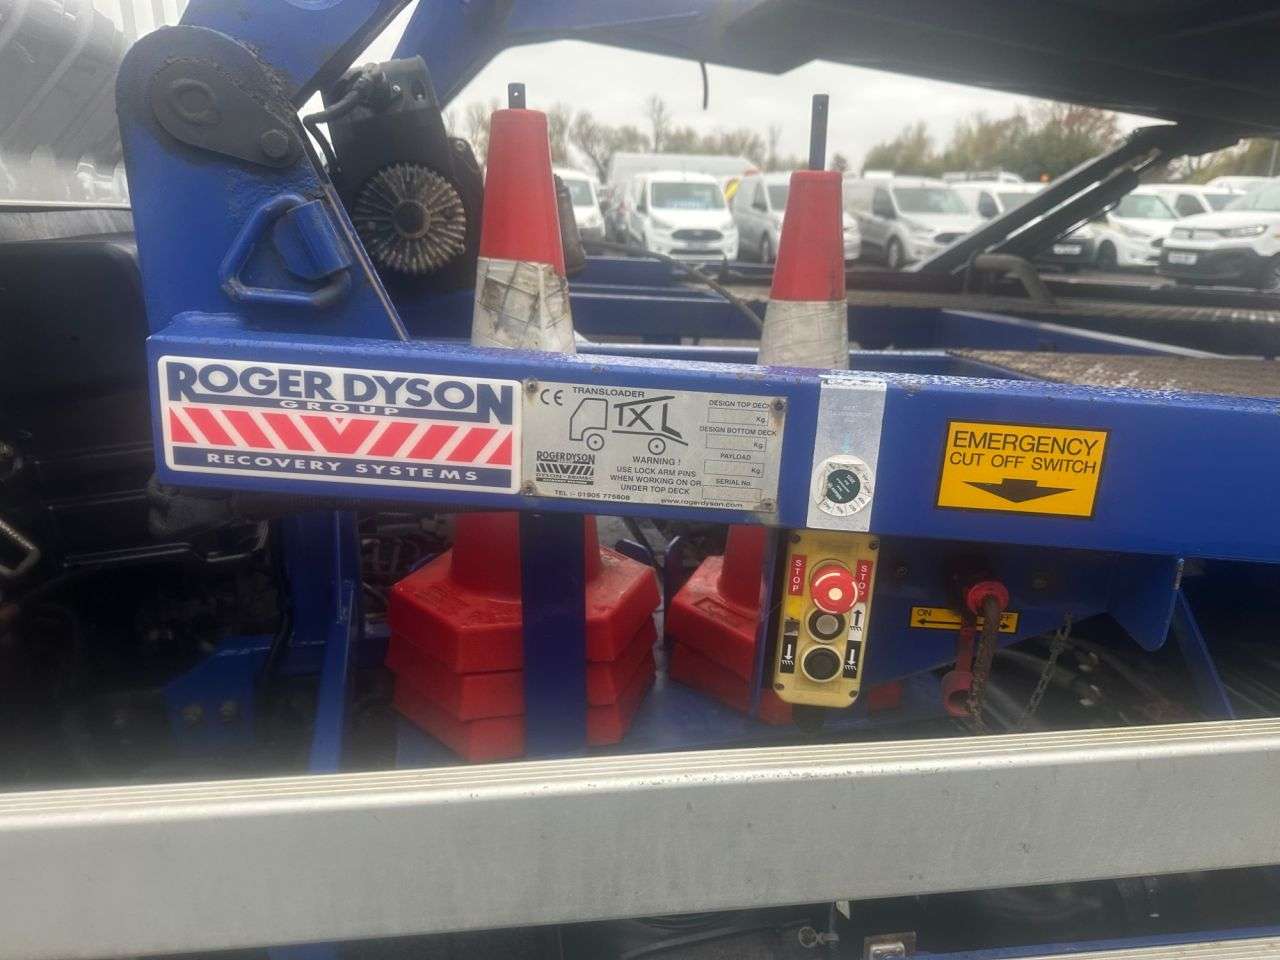 ROGER DYSON
GROUP
RECOVERY SYSTEMS
CE
TRANSLOADER
TXL
ROGER DYSON
WARNING !
USE LOCK ARM PINS
WHEN WORKING ON OR
UNDER TOP DECK
TEL :- 01905 775808
www.rogerdyson.com
DESIGN TOP DECK
Kg
DESIGN BOTTOM DECK
Kg
PAYLOAD
Kg
SERIAL No
EMERGENCY
CUT OFF SWITCH
STOP
STOP
ON